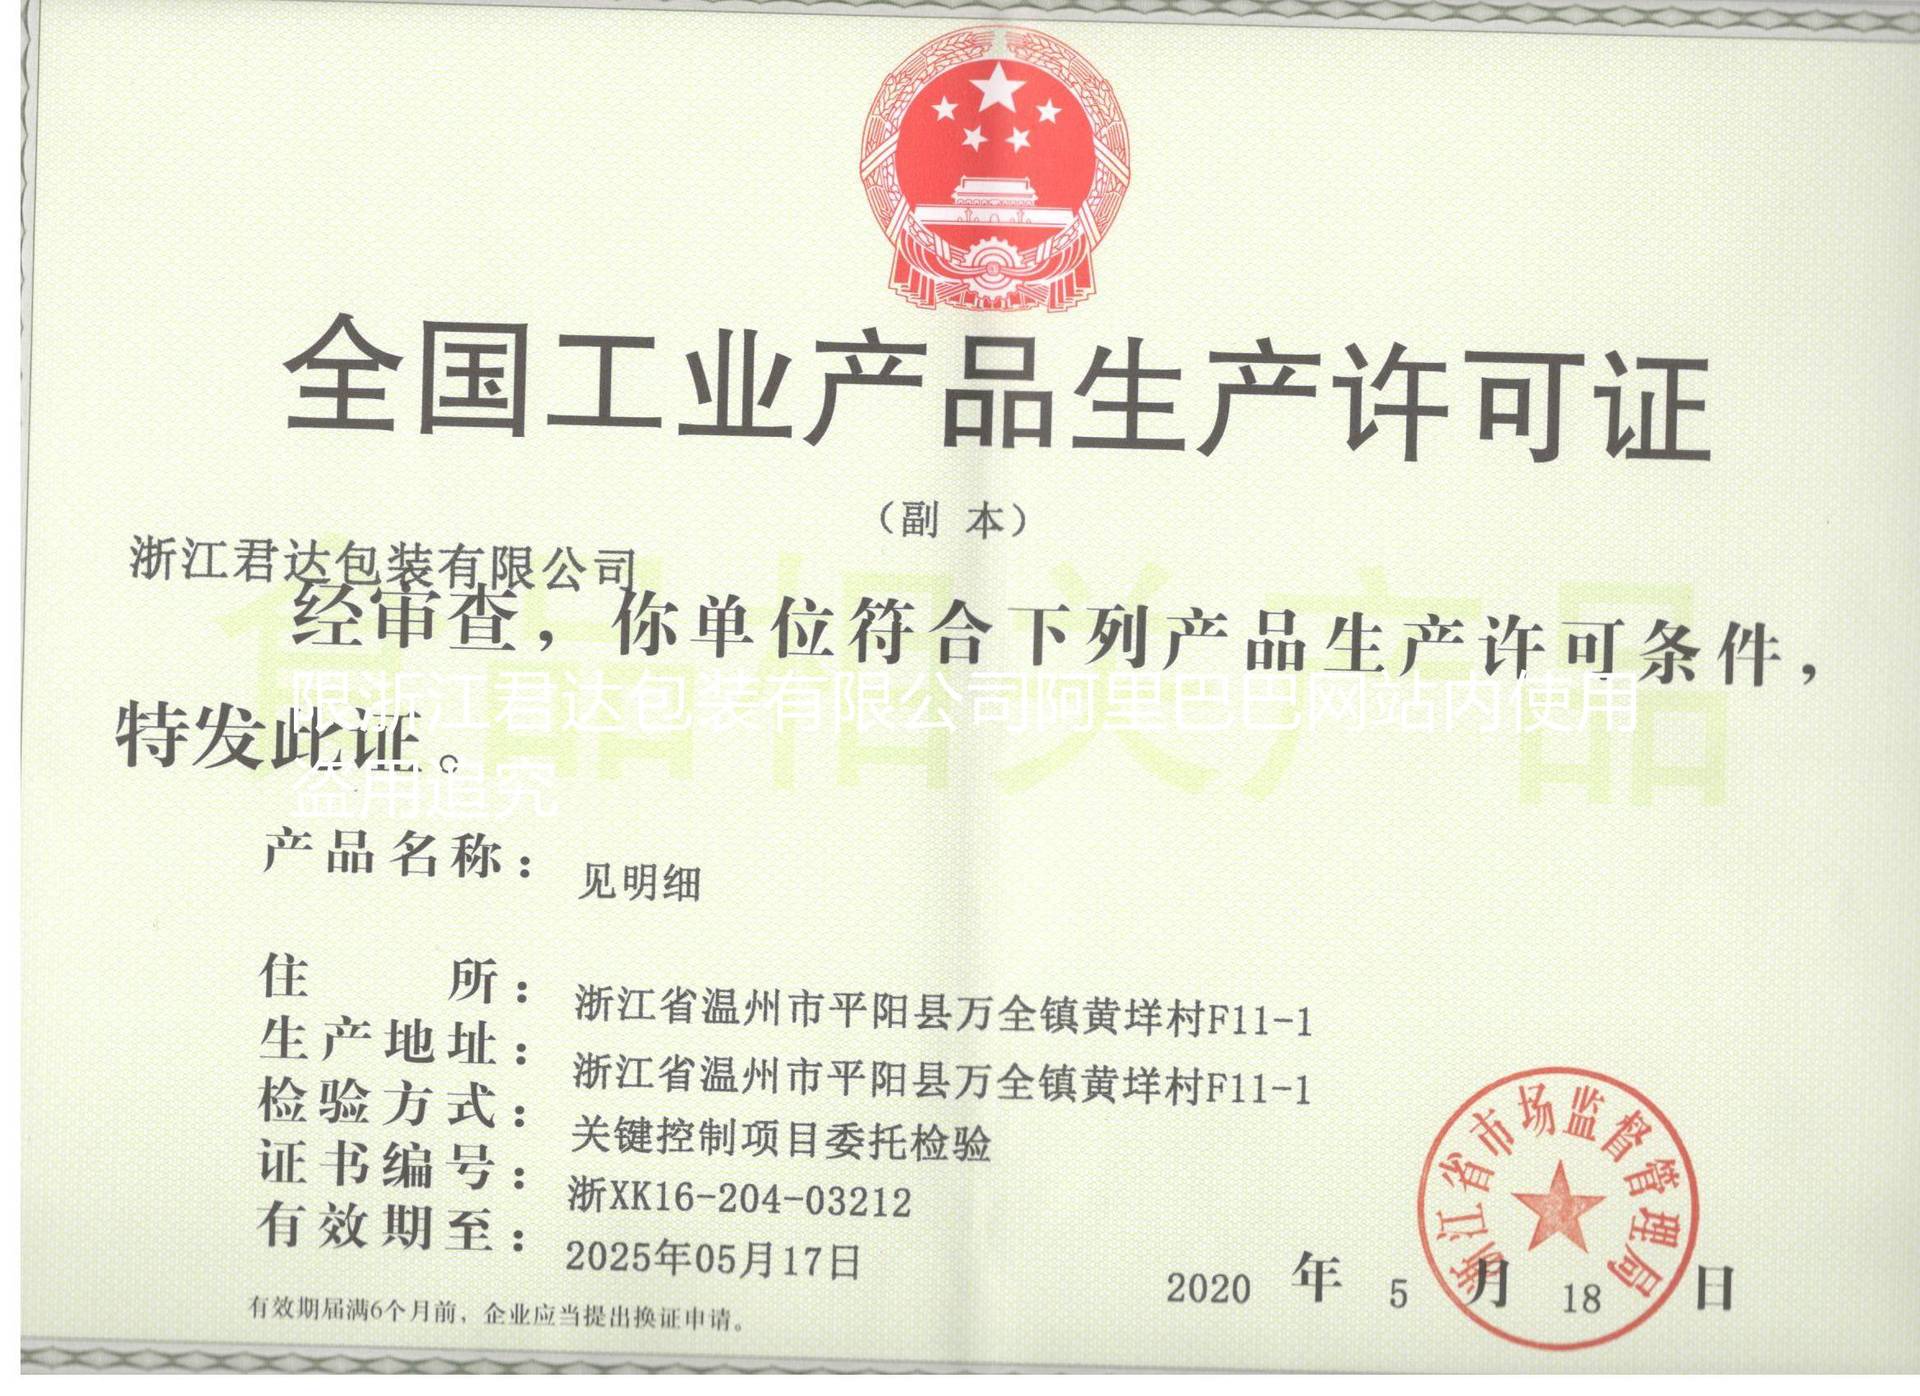 全国工业产品生产许可证
（副 本）
浙江君达包装有限公司
经审查，你单位符合下列产品生产许可条件，
特发此证。
食品相关产品
限浙江君达包装有限公司阿里巴巴网站内使用
盗用追究
产品名称： 见明细
住 所： 浙江省温州市平阳县万全镇黄垟村F11-1
生产地址： 浙江省温州市平阳县万全镇黄垟村F11-1
检验方式： 关键控制项目委托检验
证书编号： 浙XK16-204-03212
有效期至： 2025年05月17日
浙江省市场监督管理局
2020 年 5 月 18 日
有效期届满6个月前，企业应当提出换证申请。